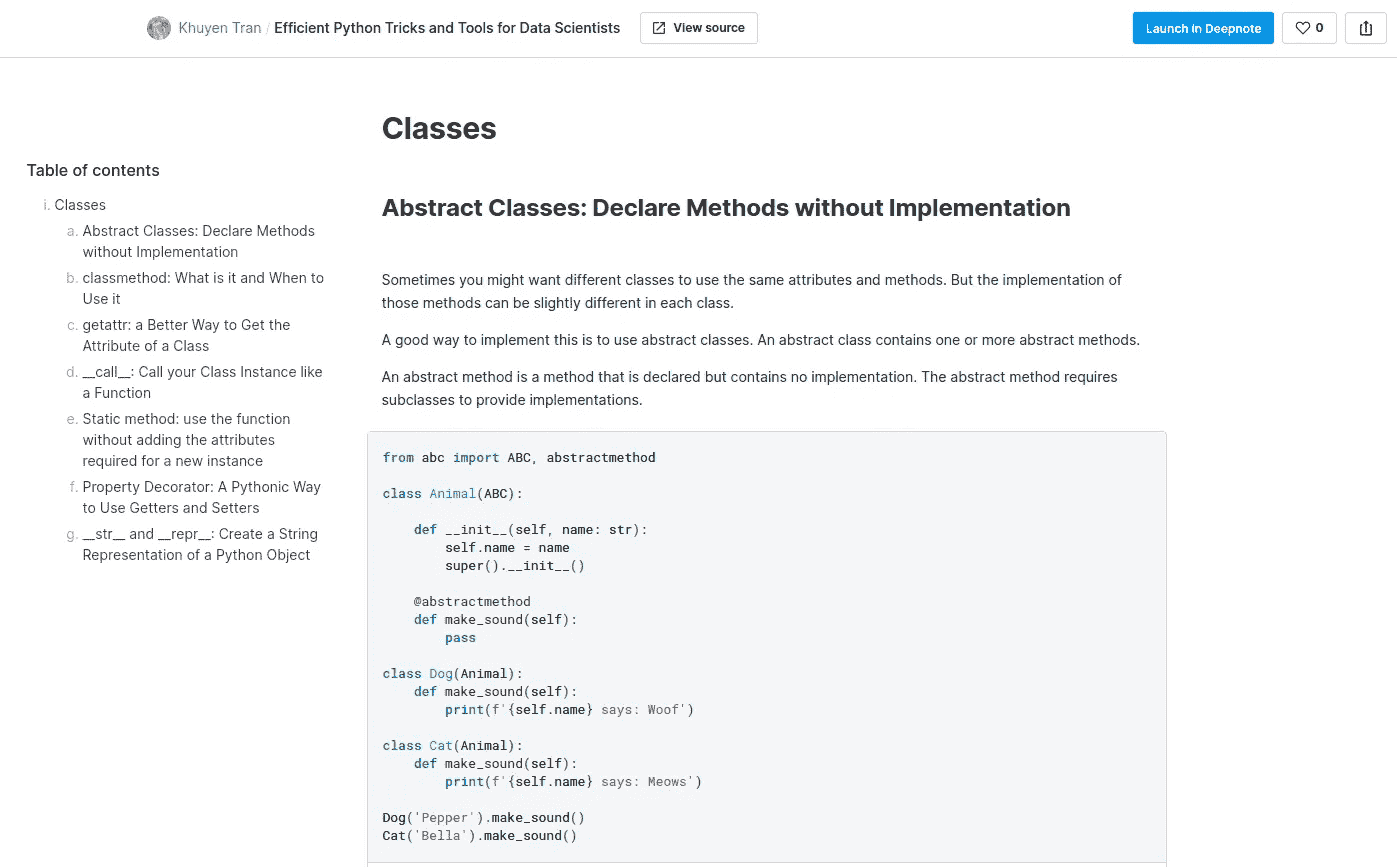 Khuyen Tran / Efficient Python Tricks and Tools for Data Scientists
View source
Launch in Deepnote
0
Table of contents
i. Classes
a. Abstract Classes: Declare Methods
without Implementation
b. classmethod: What is it and When to
Use it
c. getattr: a Better Way to Get the
Attribute of a Class
d. __call__: Call your Class Instance like
a Function
e. Static method: use the function
without adding the attributes
required for a new instance
f. Property Decorator: A Pythonic Way
to Use Getters and Setters
g. __str__ and __repr__: Create a String
Representation of a Python Object
Classes
Abstract Classes: Declare Methods without Implementation
Sometimes you might want different classes to use the same attributes and methods. But the implementation of
those methods can be slightly different in each class.
A good way to implement this is to use abstract classes. An abstract class contains one or more abstract methods.
An abstract method is a method that is declared but contains no implementation. The abstract method requires
subclasses to provide implementations.
from abc import ABC, abstractmethod
class Animal(ABC):
    def __init__(self, name: str):
        self.name = name
        super().__init__()
    @abstractmethod
    def make_sound(self):
        pass
class Dog(Animal):
    def make_sound(self):
        print(f'{self.name} says: Woof')
class Cat(Animal):
    def make_sound(self):
        print(f'{self.name} says: Meows')
Dog('Pepper').make_sound()
Cat('Bella').make_sound()